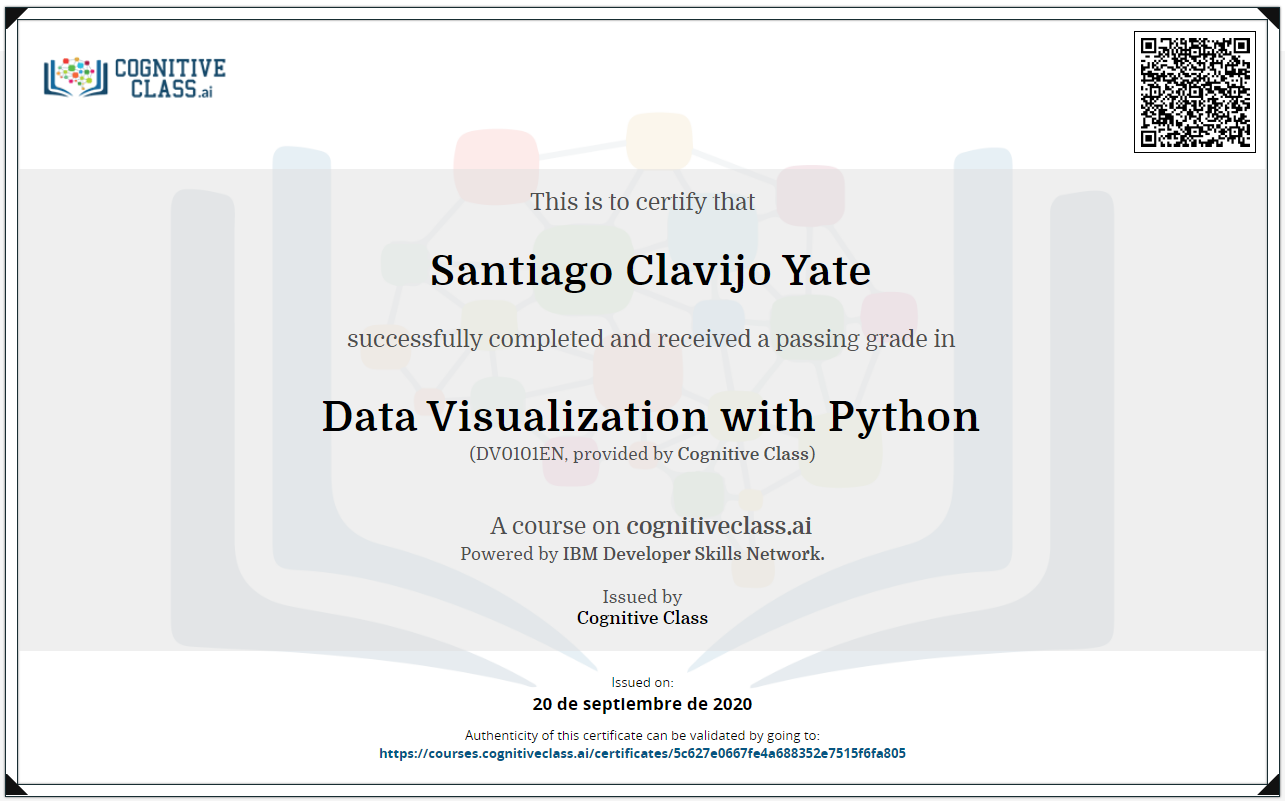 COGNITIVE
CLASS.ai
This is to certify that
Santiago Clavijo Yate
successfully completed and received a passing grade in
Data Visualization with Python
(DV0101EN, provided by Cognitive Class)
A course on cognitiveclass.ai
Powered by IBM Developer Skills Network.
Issued by
Cognitive Class
Issued on:
20 de septIembre de 2020
Authenticity of this certificate can be validated by going to:
https://courses.cognitiveclass.ai/certificates/5c627e0667fe4a688352e7515f6fa805